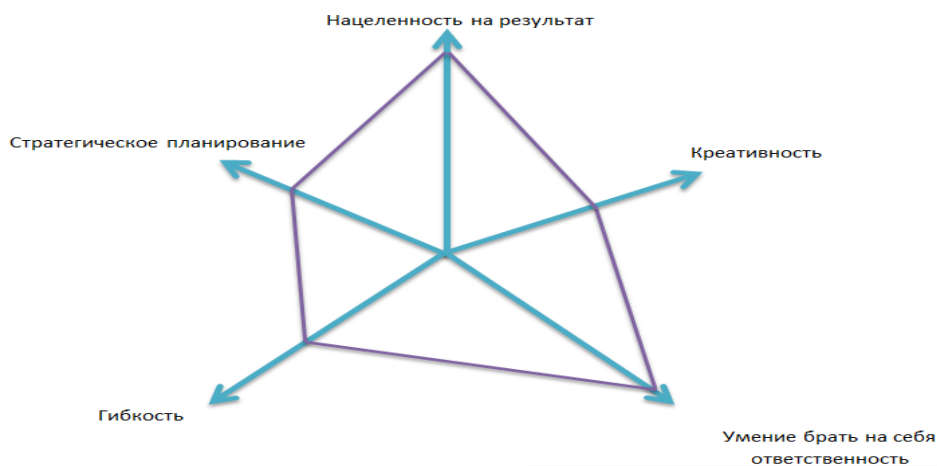 Нацеленность на результат
Стратегическое планирование
Креативность
Гибкость
Умение брать на себя
ответственность